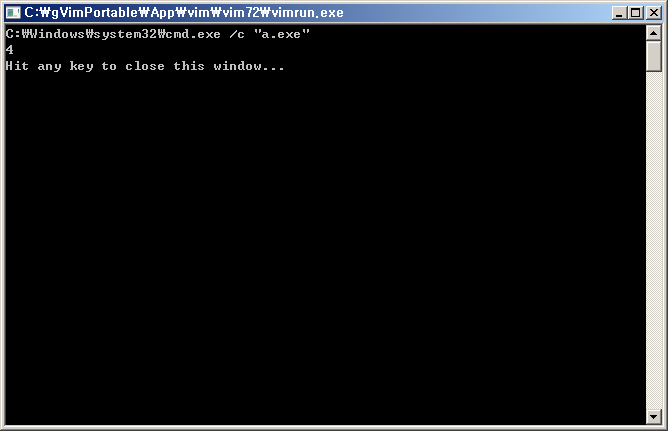 C:₩gVimPortable₩App₩vim₩vim72₩vimrun.exe
C:₩Windows₩system32₩cmd.exe /c "a.exe"
4
Hit any key to close this window...